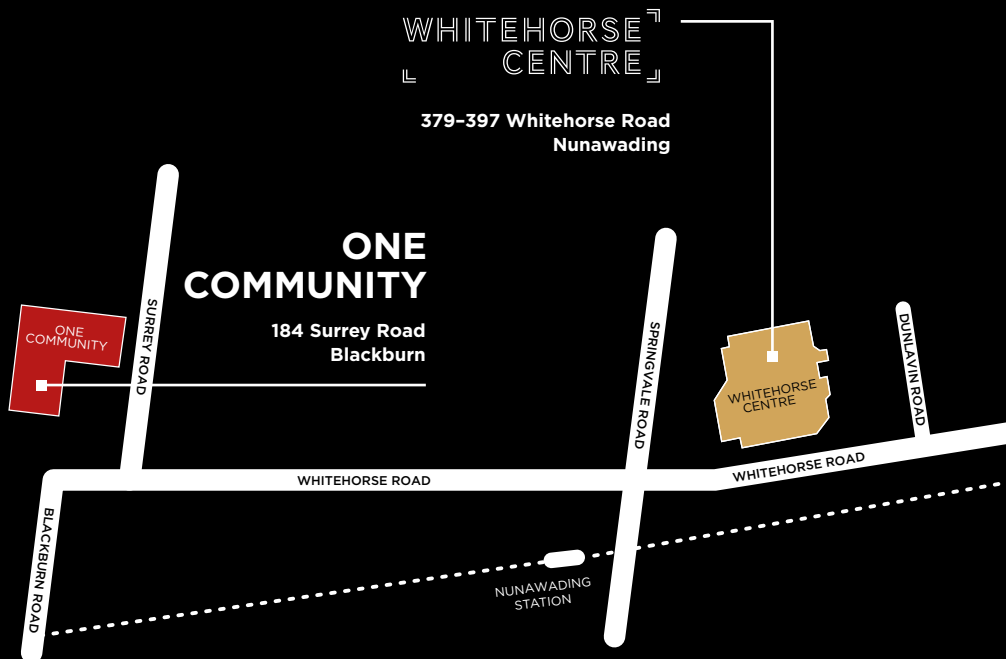 WHITEHORSE
CENTRE
379–397 Whitehorse Road
Nunawading
ONE
COMMUNITY
184 Surrey Road
Blackburn
ONE
COMMUNITY
SURREY ROAD
SPRINGVALE ROAD
WHITEHORSE
CENTRE
DUNLAVIN ROAD
WHITEHORSE ROAD
WHITEHORSE ROAD
BLACKBURN ROAD
NUNAWADING
STATION